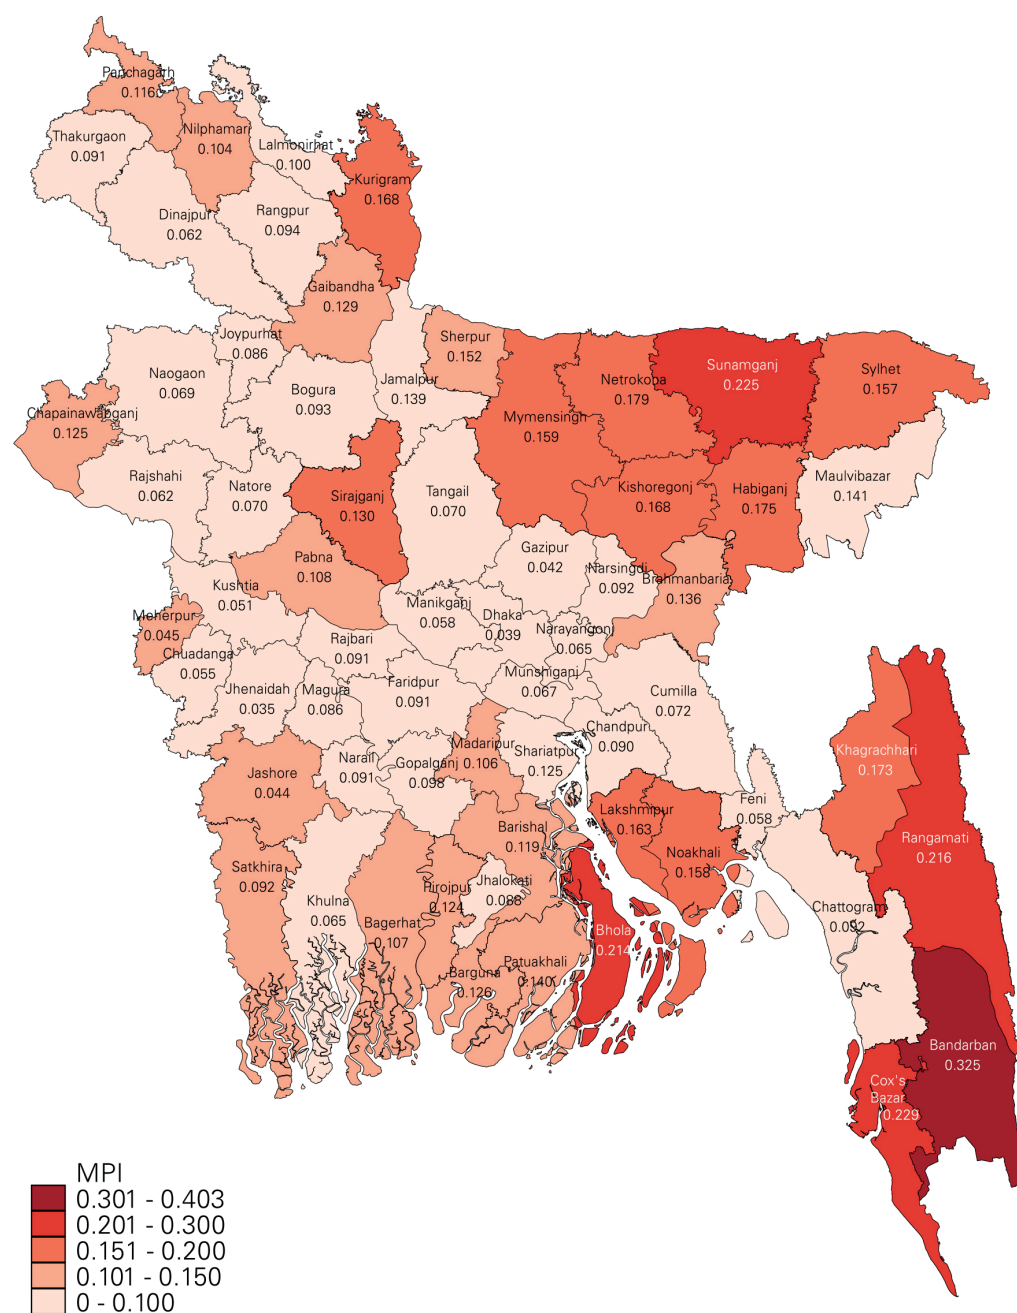 Panchagarh
0.116
Thakurgaon
0.091
Nilphamari
0.104
Lalmonirhat
0.100
Kurigram
0.168
Dinajpur
0.062
Rangpur
0.094
Gaibandha
0.129
Joypurhat
0.086
Sherpur
0.152
Naogaon
0.069
Bogura
0.093
Jamalpur
0.139
Mymensingh
0.159
Netrokona
0.179
Sunamganj
0.225
Sylhet
0.157
Chapainawabganj
0.125
Rajshahi
0.062
Natore
0.070
Sirajganj
0.130
Tangail
0.070
Kishoregonj
0.168
Habiganj
0.175
Maulvibazar
0.141
Pabna
0.108
Gazipur
0.042
Narsingdi
0.092
Brahmanbaria
0.136
Kushtia
0.051
Meherpur
0.045
Manikganj
0.058
Dhaka
0.039
Narayangonj
0.065
Chuadanga
0.055
Rajbari
0.091
Jhenaidah
0.035
Magura
0.086
Faridpur
0.091
Munshiganj
0.067
Cumilla
0.072
Chandpur
0.090
Madaripur
0.106
Shariatpur
0.125
Narail
0.091
Gopalganj
0.098
Jashore
0.044
Khagrachhari
0.173
Feni
0.058
Lakshmipur
0.163
Noakhali
0.158
Barishal
0.119
Rangamati
0.216
Satkhira
0.092
Khulna
0.065
Pirojpur
0.124
Jhalokati
0.088
Bagerhat
0.107
Chattogram
0.092
Bhola
0.214
Barguna
0.126
Patuakhali
0.140
Bandarban
0.325
Cox's
Bazar
0.229
MPI
0.301 - 0.403
0.201 - 0.300
0.151 - 0.200
0.101 - 0.150
0 - 0.100